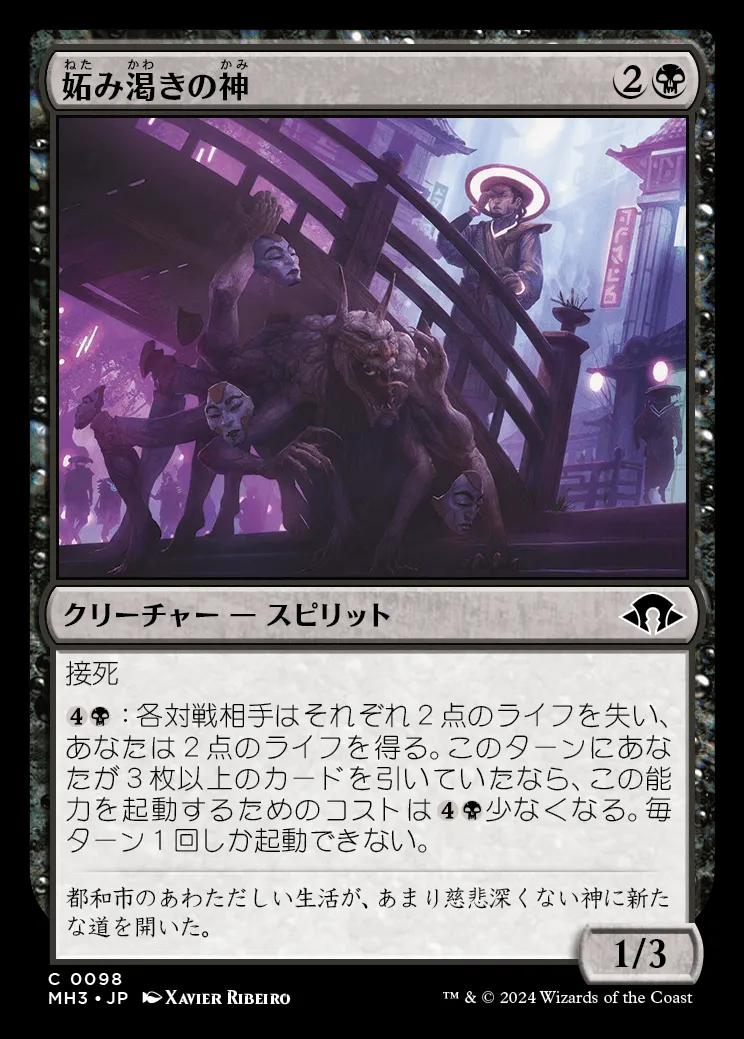 ねた かわ かみ
妬み渇きの神 2
クリーチャー — スピリット
接死
4：各対戦相手はそれぞれ２点のライフを失い、
あなたは２点のライフを得る。このターンにあな
たが３枚以上のカードを引いていたなら、この能
力を起動するためのコストは 4 少なくなる。毎
ターン１回しか起動できない。
都和市のあわただしい生活が、あまり慈悲深くない神に新た
な道を開いた。
1/3
C 0098
MH3 • JP XAVIER RIBEIRO
™ & © 2024 Wizards of the Coast